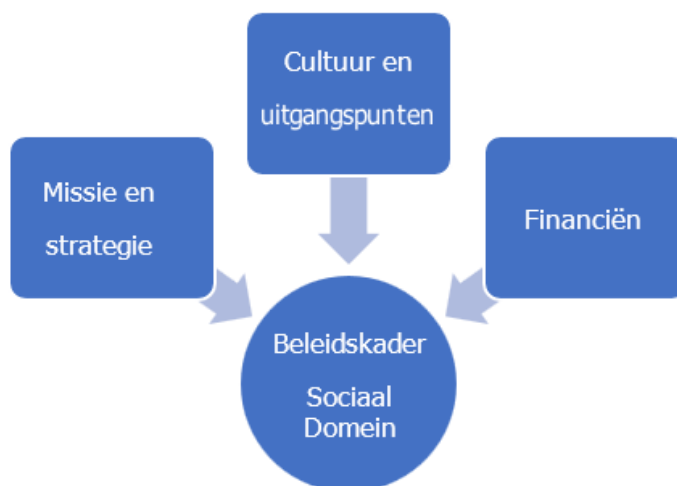 Cultuur en
uitgangspunten
Missie en
strategie
Financiën
Beleidskader
Sociaal
Domein